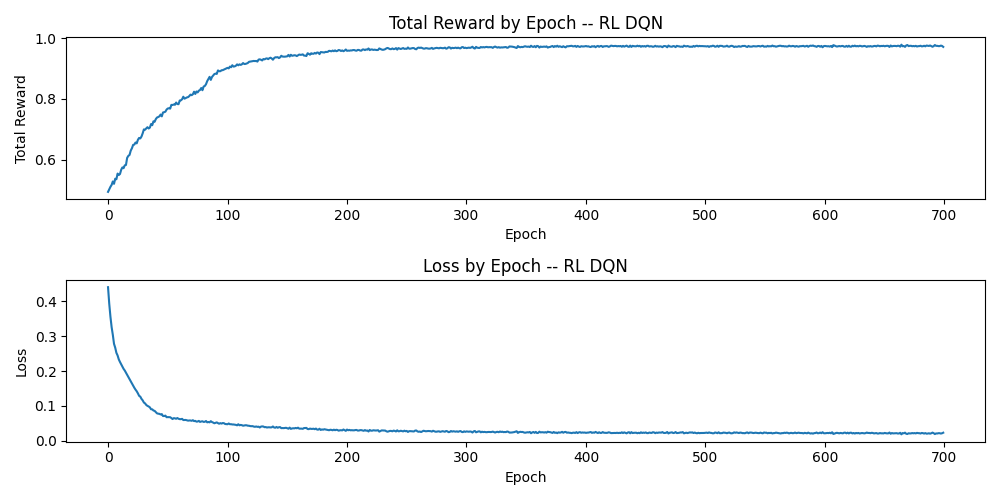 Total Reward by Epoch -- RL DQN
1.0
0.8
0.6
Total Reward
0 100 200 300 400 500 600 700
Epoch
Loss by Epoch -- RL DQN
0.4
0.3
0.2
0.1
0.0
Loss
0 100 200 300 400 500 600 700
Epoch